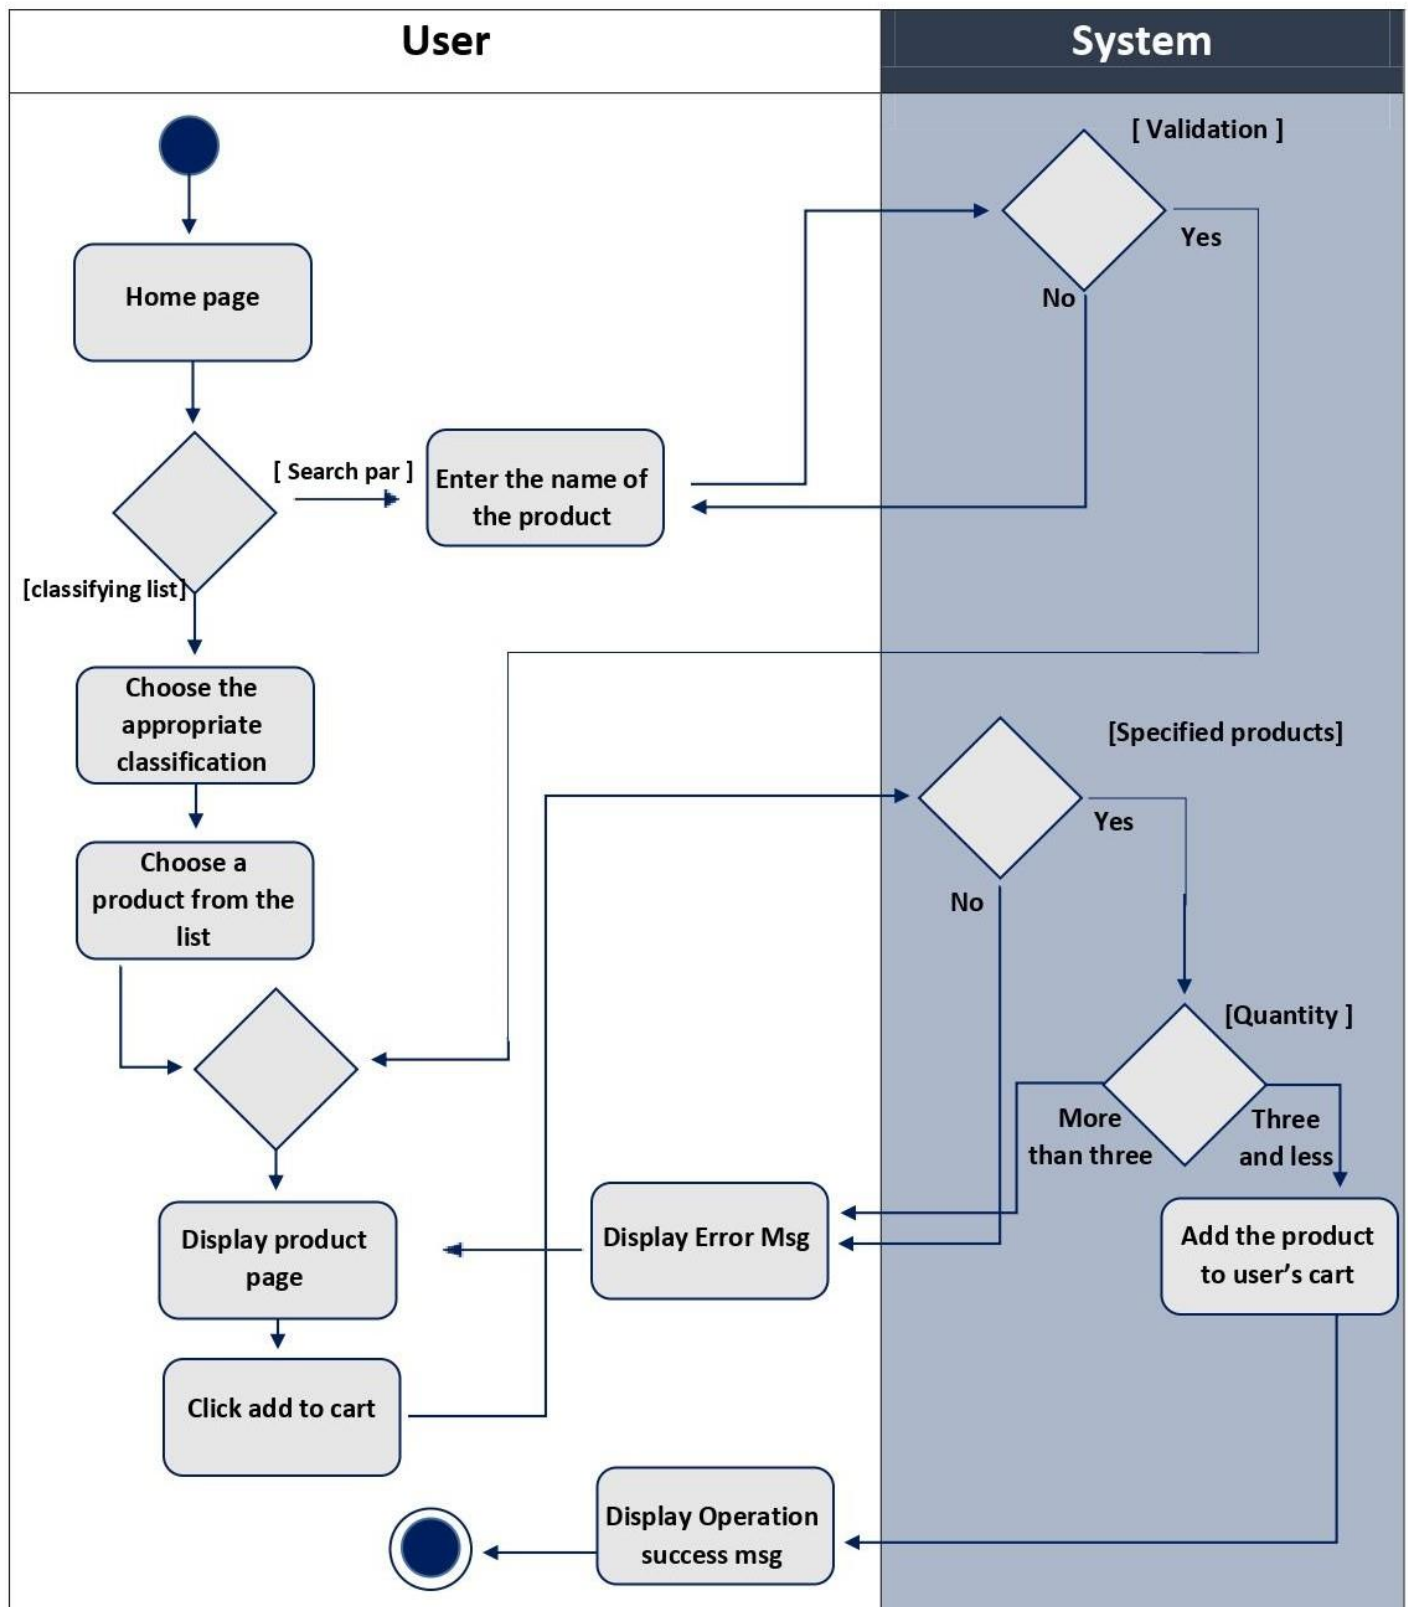 User
System
[ Validation ]
Yes
No
Home page
[ Search par ]
Enter the name of
the product
[classifying list]
Choose the
appropriate
classification
[Specified products]
Yes
No
Choose a
product from the
list
[Quantity ]
More
than three
Three
and less
Display product
page
Display Error Msg
Add the product
to user’s cart
Click add to cart
Display Operation
success msg